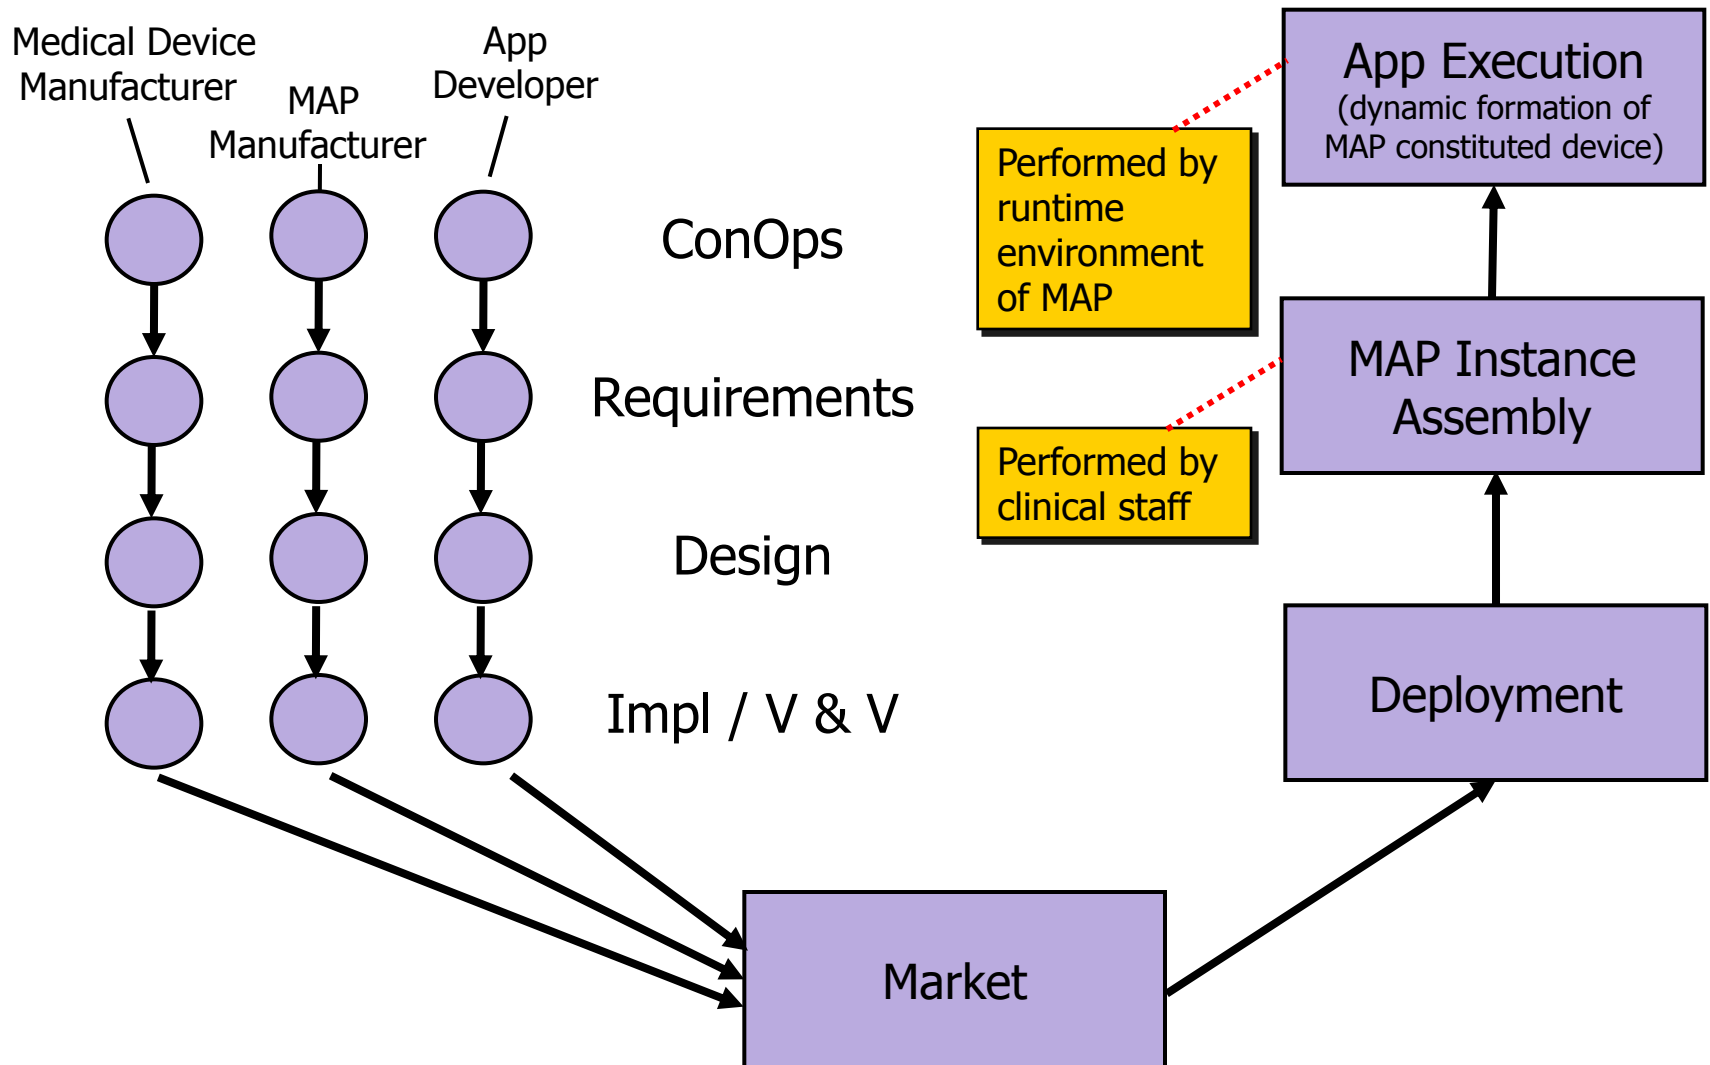 Medical Device
Manufacturer
MAP
Manufacturer
App
Developer
ConOps
Requirements
Design
Impl / V & V
Market
Deployment
MAP Instance
Assembly
Performed by
clinical staff
App Execution
(dynamic formation of
MAP constituted device)
Performed by
runtime
environment
of MAP